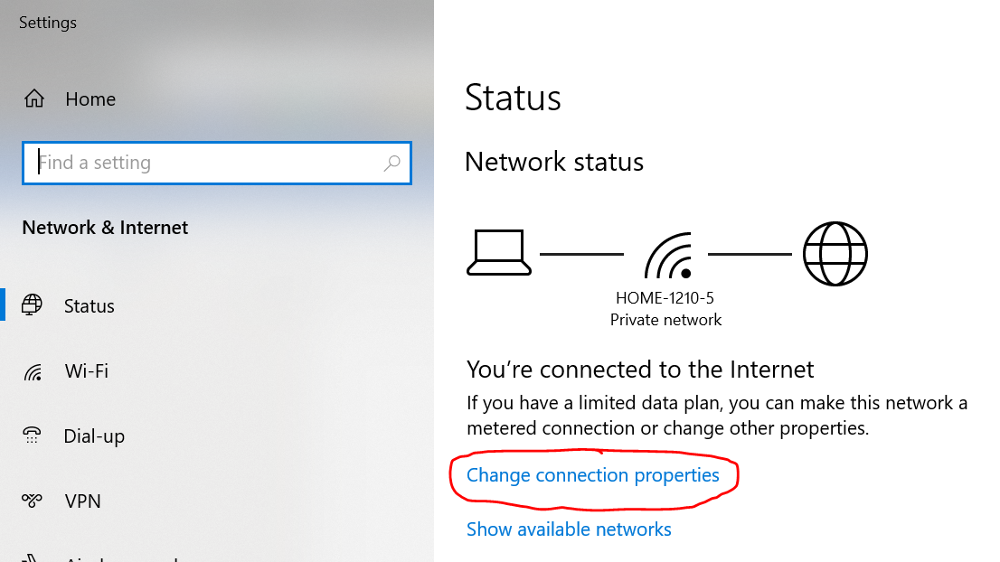 Settings
Home
Find a setting
Network & Internet
Status
Wi-Fi
Dial-up
VPN
Status
Network status
HOME-1210-5
Private network
You’re connected to the Internet
If you have a limited data plan, you can make this network a
metered connection or change other properties.
Change connection properties
Show available networks